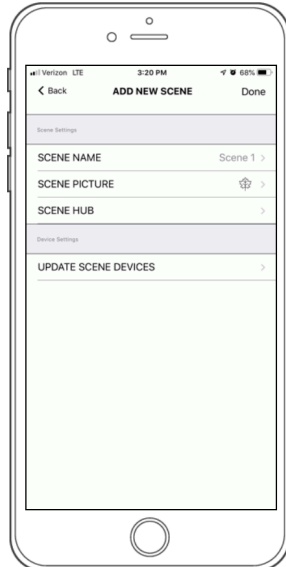 Verizon LTE 3:20 PM 68%
Back ADD NEW SCENE Done
Scene Settings
SCENE NAME Scene 1
SCENE PICTURE
SCENE HUB
Device Settings
UPDATE SCENE DEVICES